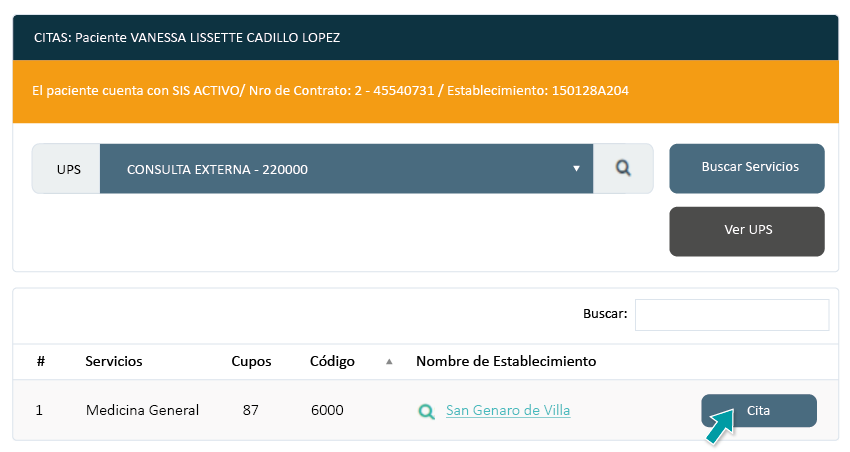 CITAS: Paciente VANESSA LISSETTE CADILLO LOPEZ
El paciente cuenta con SIS ACTIVO/ Nro de Contrato: 2 - 45540731 / Establecimiento: 150128A204
UPS CONSULTA EXTERNA - 220000 Buscar Servicios
Ver UPS
Buscar:
# Servicios Cupos Código Nombre de Establecimiento
1 Medicina General 87 6000 San Genaro de Villa Cita